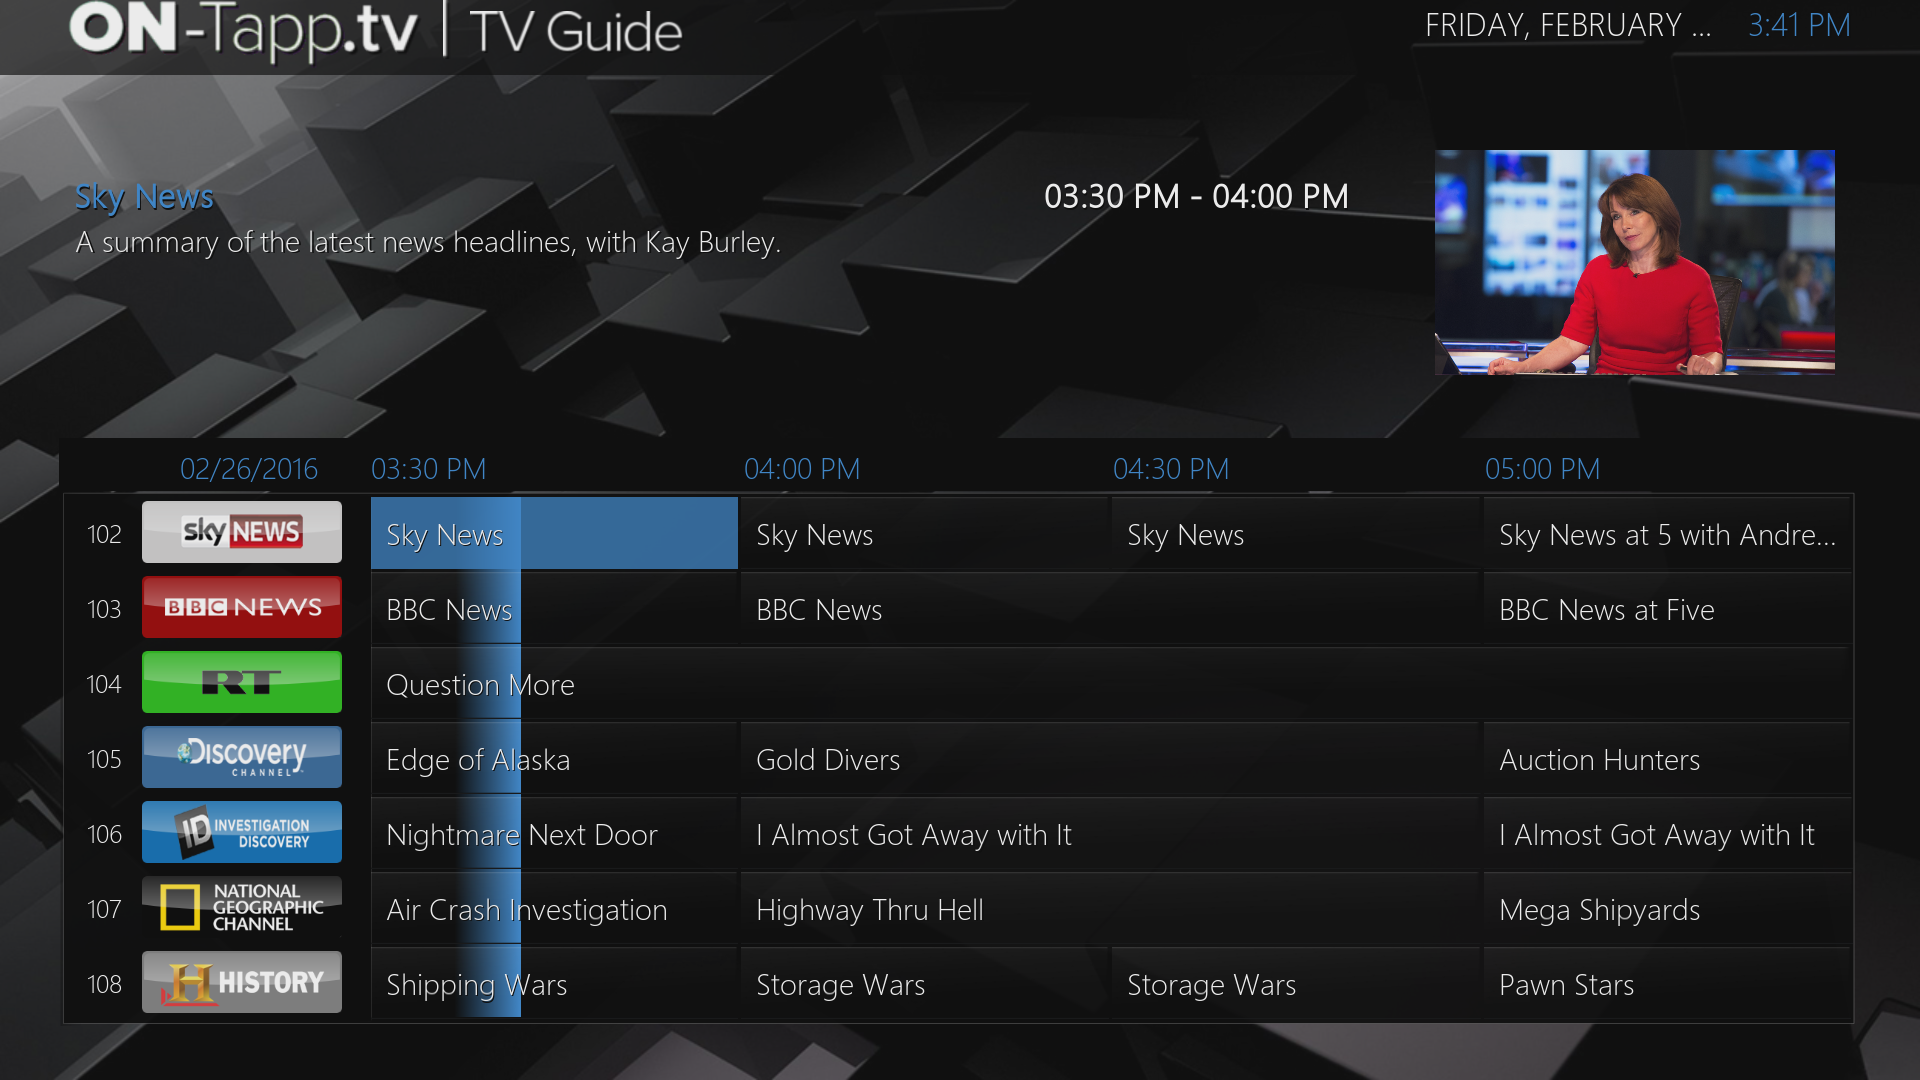 ON-Tapp.tv | TV Guide
FRIDAY, FEBRUARY ... 3:41 PM
Sky News 03:30 PM - 04:00 PM
A summary of the latest news headlines, with Kay Burley.
02/26/2016 03:30 PM 04:00 PM 04:30 PM 05:00 PM
102 sky NEWS Sky News Sky News Sky News Sky News at 5 with Andre...
103 BBC NEWS BBC News BBC News BBC News at Five
104 RT Question More
105 Discovery CHANNEL Edge of Alaska Gold Divers Auction Hunters
106 ID INVESTIGATION DISCOVERY Nightmare Next Door I Almost Got Away with It I Almost Got Away with It
107 NATIONAL GEOGRAPHIC CHANNEL Air Crash Investigation Highway Thru Hell Mega Shipyards
108 H HISTORY Shipping Wars Storage Wars Storage Wars Pawn Stars